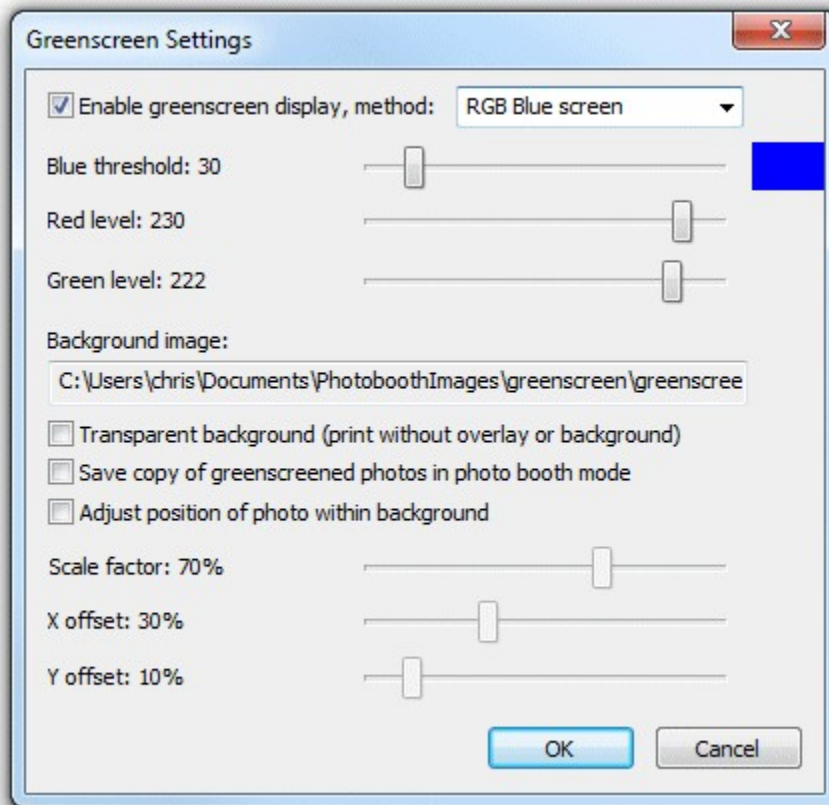 Greenscreen Settings
Enable greenscreen display, method: RGB Blue screen
Blue threshold: 30
Red level: 230
Green level: 222
Background image:
C:\Users\chris\Documents\PhotoboothImages\greenscreen\greenscree
Transparent background (print without overlay or background)
Save copy of greenscreened photos in photo booth mode
Adjust position of photo within background
Scale factor: 70%
X offset: 30%
Y offset: 10%
OK Cancel